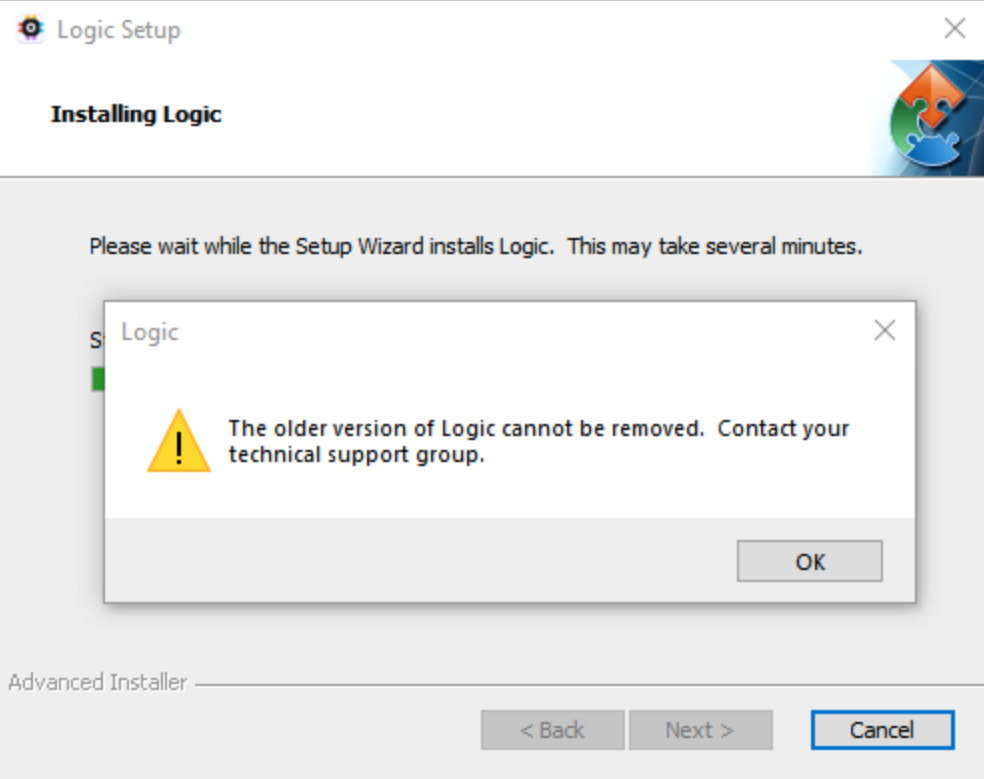 Logic Setup
Installing Logic
Please wait while the Setup Wizard installs Logic.  This may take several minutes.
Logic
The older version of Logic cannot be removed.  Contact your
technical support group.
OK
Advanced Installer
< Back
Next >
Cancel